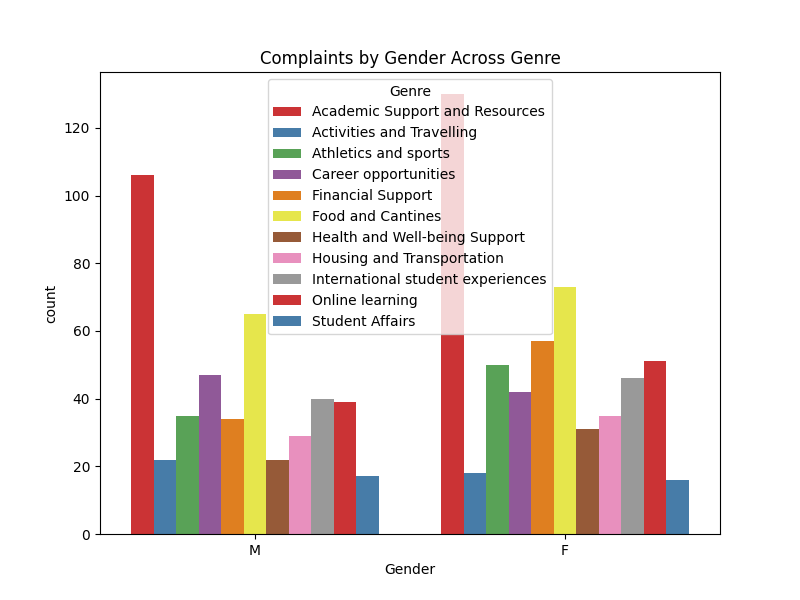 Complaints by Gender Across Genre
Genre
Academic Support and Resources
Activities and Travelling
Athletics and sports
Career opportunities
Financial Support
Food and Cantines
Health and Well-being Support
Housing and Transportation
International student experiences
Online learning
Student Affairs
count
120
100
80
60
40
20
0
M
F
Gender